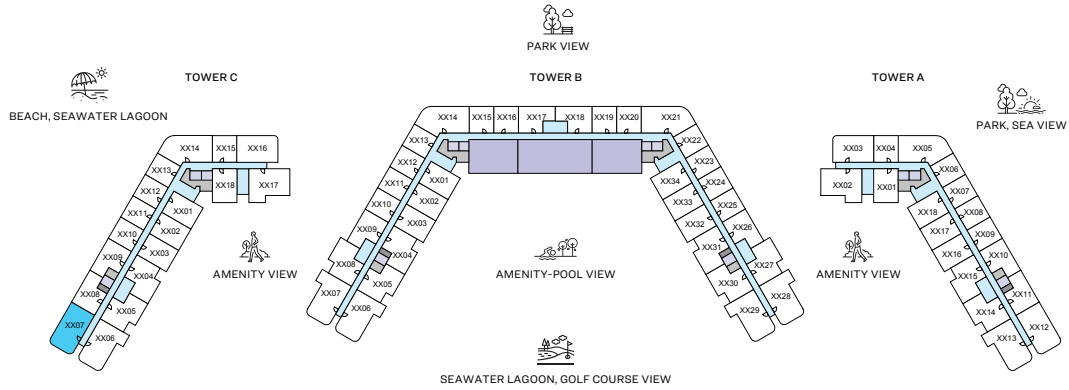 PARK VIEW
TOWER C
TOWER B
TOWER A
BEACH, SEAWATER LAGOON
PARK, SEA VIEW
XX14 XX15 XX16
XX13
XX12
XX11
XX10
XX09
XX08
XX07
XX18 XX17
XX01
XX02
XX03
XX04
XX05
XX06
AMENITY VIEW
XX14 XX15 XX16 XX17 XX18 XX19 XX20 XX21
XX13
XX12
XX11
XX10
XX09
XX08
XX07
XX01
XX02
XX03
XX04
XX05
XX06
XX22
XX23
XX24
XX25
XX26
XX27
XX28
XX34
XX33
XX32
XX31
XX30
XX29
AMENITY-POOL VIEW
XX03 XX04 XX05
XX02 XX01
XX06
XX07
XX08
XX09
XX10
XX11
XX12
XX18
XX17
XX16
XX15
XX14
XX13
AMENITY VIEW
SEAWATER LAGOON, GOLF COURSE VIEW